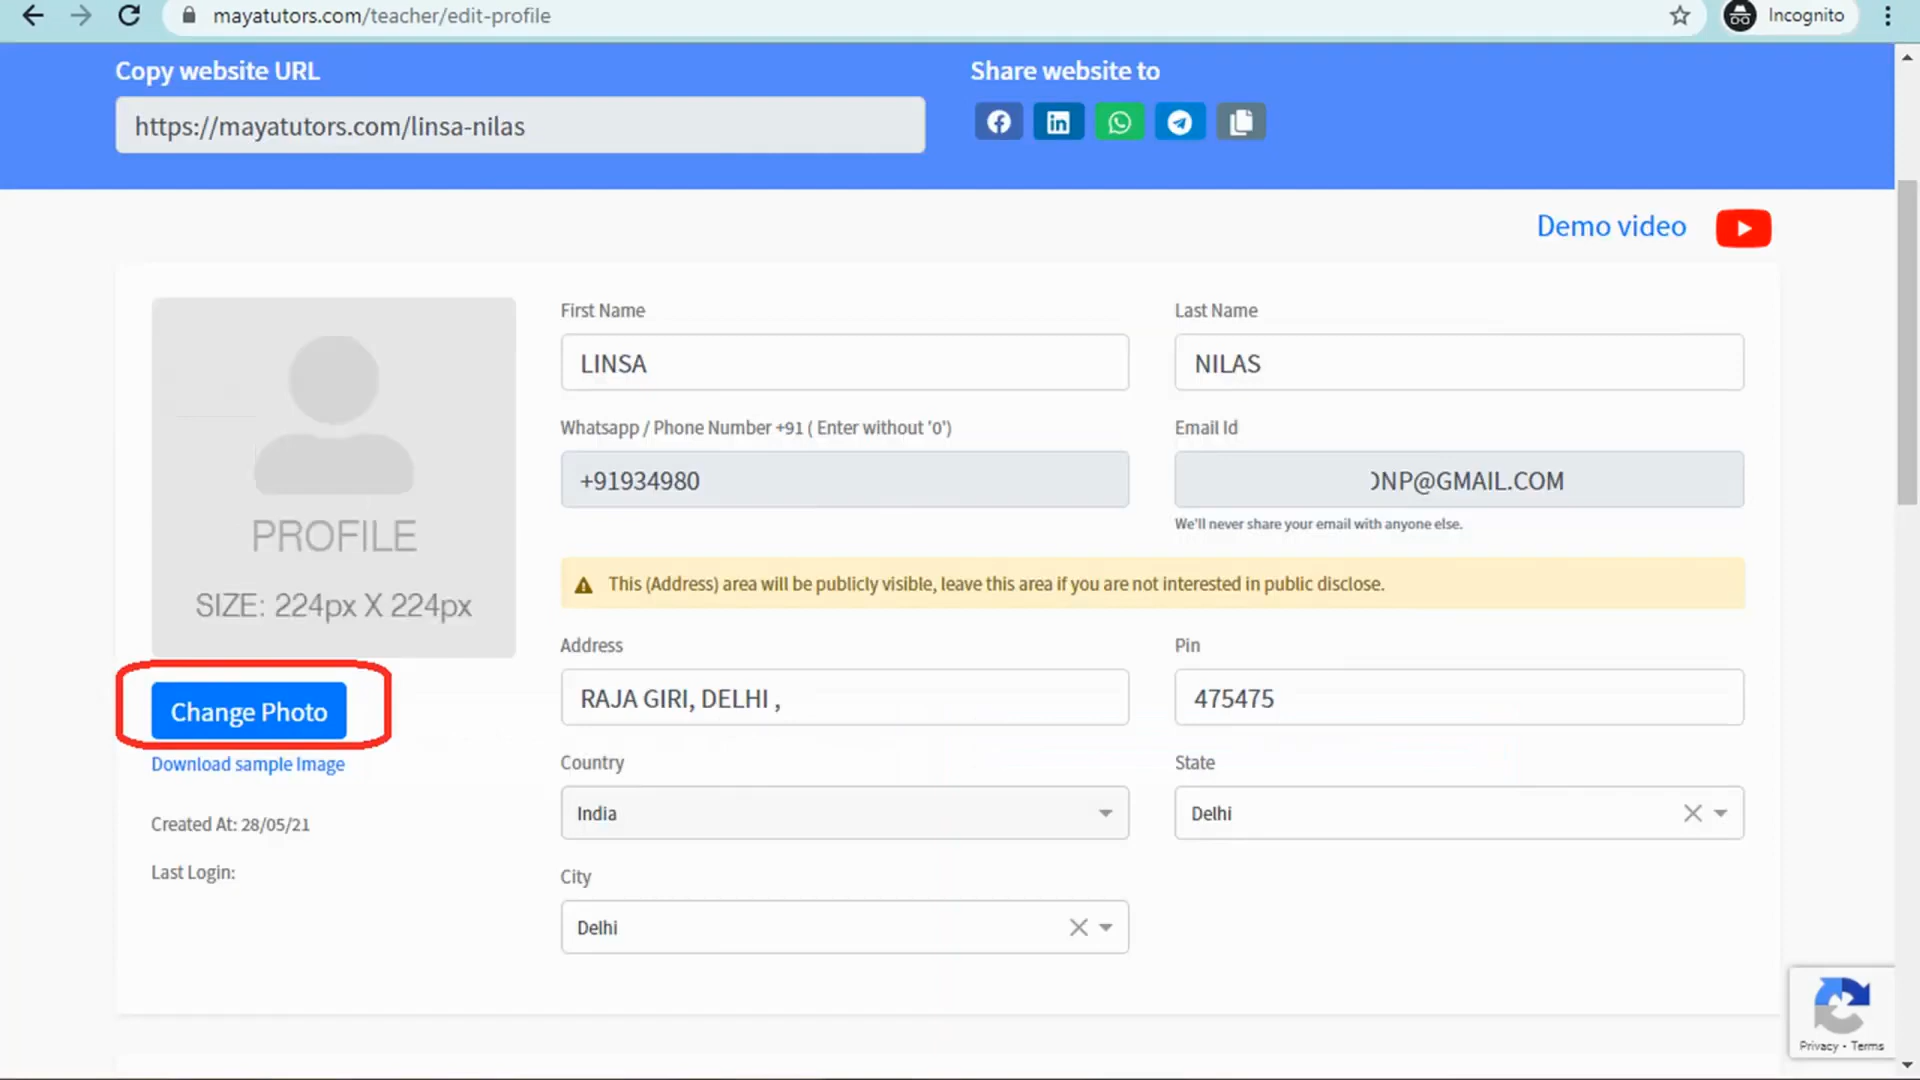 mayatutors.com/teacher/edit-profile
Incognito
Copy website URL
Share website to
https://mayatutors.com/linsa-nilas
Demo video
First Name
Last Name
LINSA
NILAS
Whatsapp / Phone Number +91 ( Enter without '0')
Email Id
+91934980
NP@GMAIL.COM
We'll never share your email with anyone else.
PROFILE
SIZE: 224px X 224px
This (Address) area will be publicly visible, leave this area if you are not interested in public disclose.
Address
Pin
RAJA GIRI, DELHI ,
475475
Change Photo
Download sample Image
Country
State
India
Delhi
Created At: 28/05/21
Last Login:
City
Delhi
Privacy - Terms